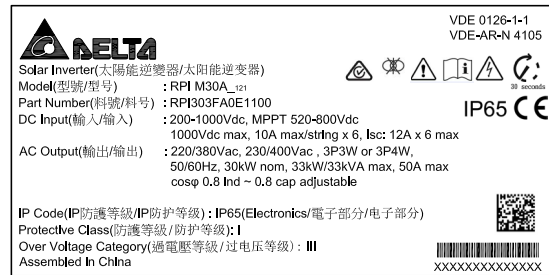 VDE 0126-1-1
VDE-AR-N 4105
DELTA
Solar Inverter(太陽能逆變器/太阳能逆变器)
Model(型號/型号) : RPI M30A_121
30 seconds
Part Number(料號/料号) : RPI303FA0E1100
IP65 CE
DC Input(輸入/输入) : 200-1000Vdc, MPPT 520-800Vdc
1000Vdc max, 10A max/string x 6, Isc: 12A x 6 max
AC Output(輸出/输出) : 220/380Vac, 230/400Vac , 3P3W or 3P4W,
50/60Hz, 30kW nom, 33kW/33kVA max, 50A max
cosφ 0.8 ind ~ 0.8 cap adjustable
IP Code(IP防護等級/IP防护等级) : IP65(Electronics/電子部分/电子部分)
Protective Class(防護等級/防护等级): I
Over Voltage Category(過電壓等級/过电压等级) : III
Assembled In China
XXXXXXXXXXXXXX